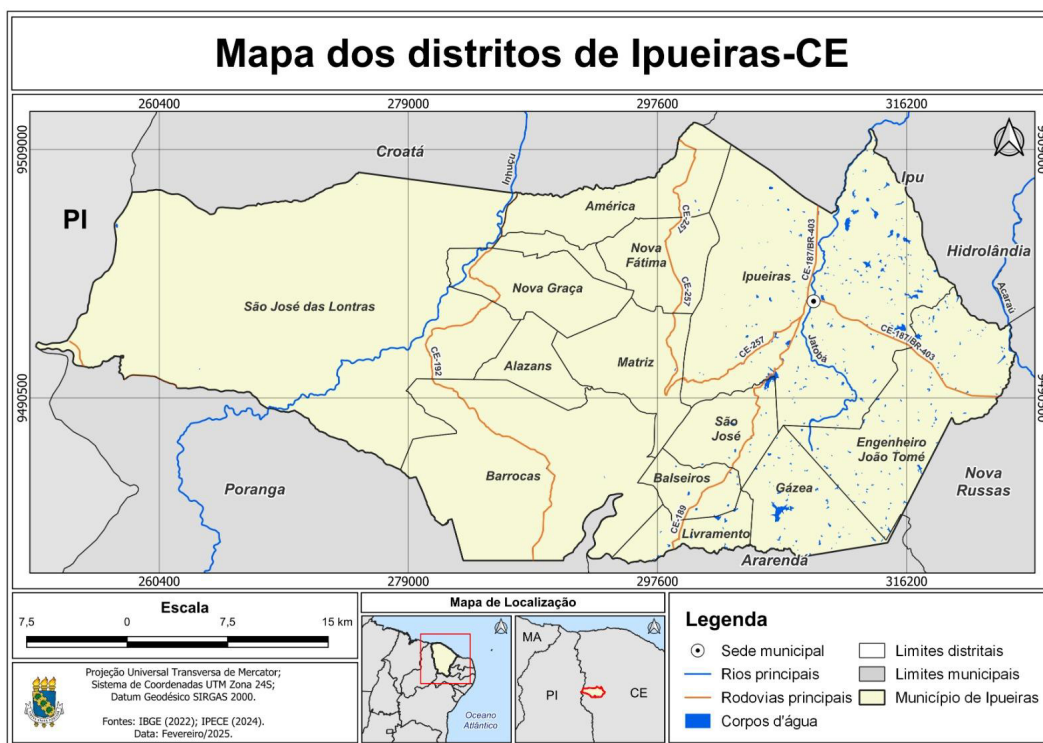 Mapa dos distritos de Ipueiras-CE
260400
279000
297600
316200
9509000
9509000
Croatá
Inhuçu
Ipu
PI
América
CE-257
CE-187/BR-403
Nova
Fátima
Hidrolândia
Ipueiras
Nova Graça
CE-257
Acaraú
São José das Lontras
CE-187/BR-403
Jatobá
CE-257
CE-192
Alazans
Matriz
9490500
9490500
São
José
Engenheiro
João Tomé
Barrocas
Balseiros
Gázea
Poranga
Nova
Russas
CE-189
Livramento
Ararendá
260400
279000
297600
316200
Escala
7,5
0
7,5
15 km
Projeção Universal Transversa de Mercator;
Sistema de Coordenadas UTM Zona 24S;
Datum Geodésico SIRGAS 2000.
Fontes: IBGE (2022); IPECE (2024).
Data: Fevereiro/2025.
Mapa de Localização
Oceano
Atlântico
MA
PI
CE
Legenda
Sede municipal
Rios principais
Rodovias principais
Corpos d'água
Limites distritais
Limites municipais
Município de Ipueiras